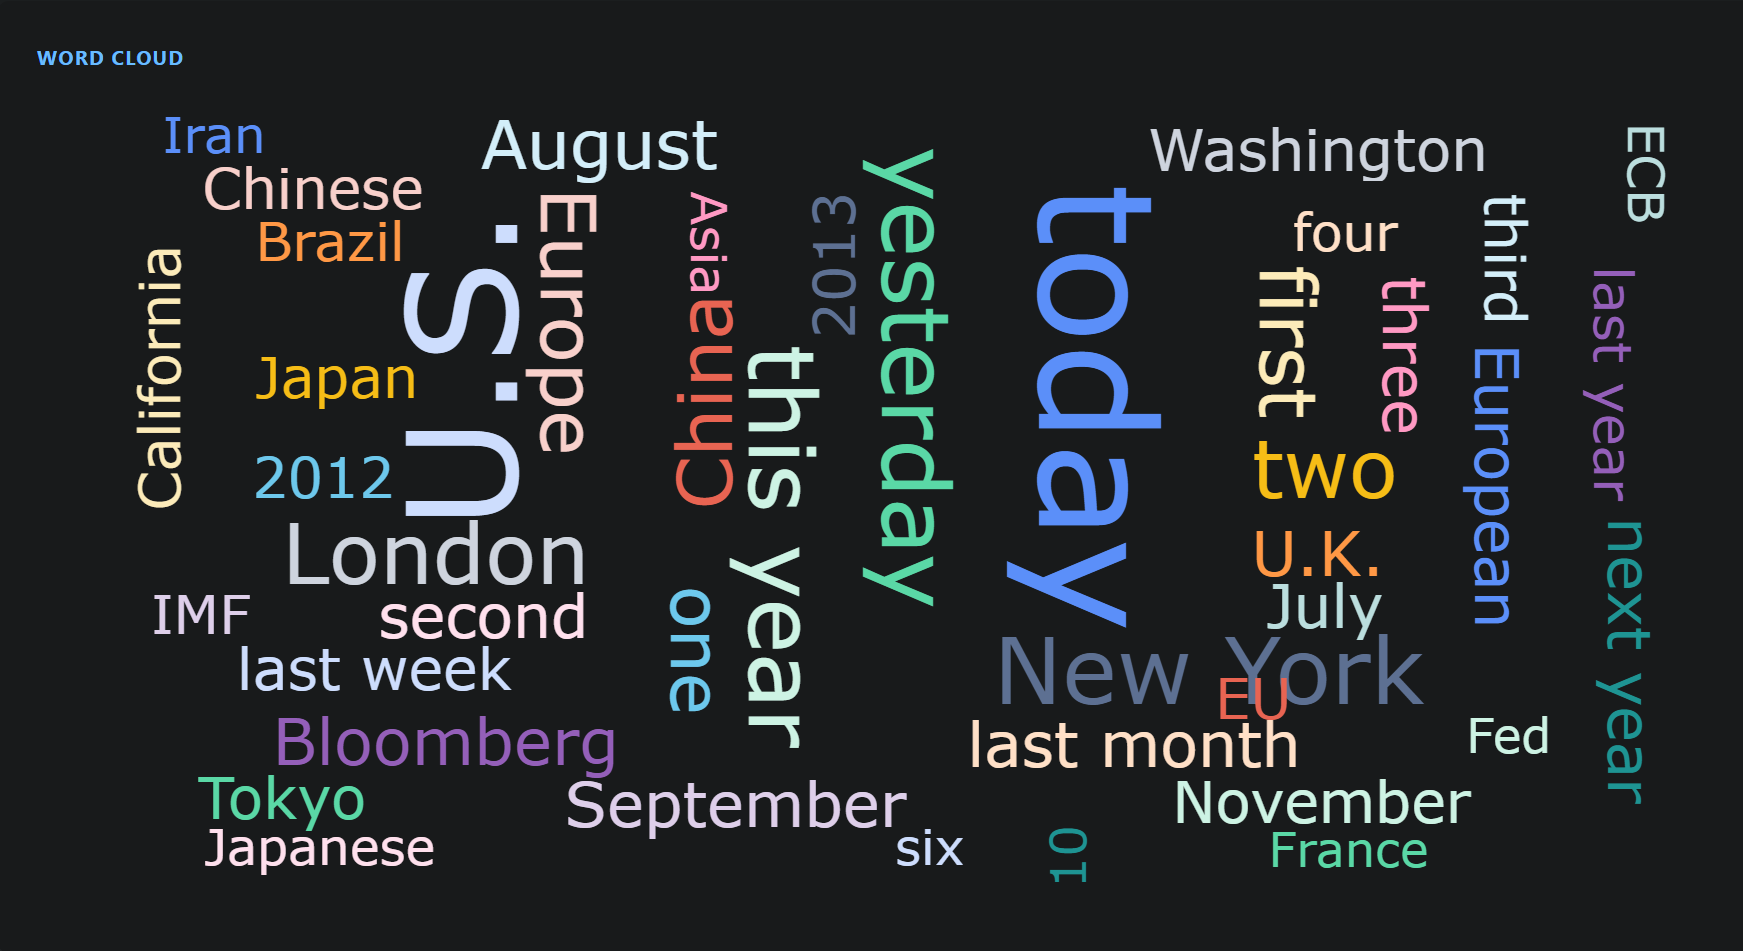 WORD CLOUD
Iran
August
Washington
ECB
Chinese
Brazil
Europe
Asia
2013
yesterday
today
four
third
California
U.S.
Japan
China
this year
first
three
European
last year
2012
two
London
U.K.
next year
IMF
second
one
July
last week
New York
EU
Bloomberg
last month
Fed
Tokyo
September
November
Japanese
six
10
France